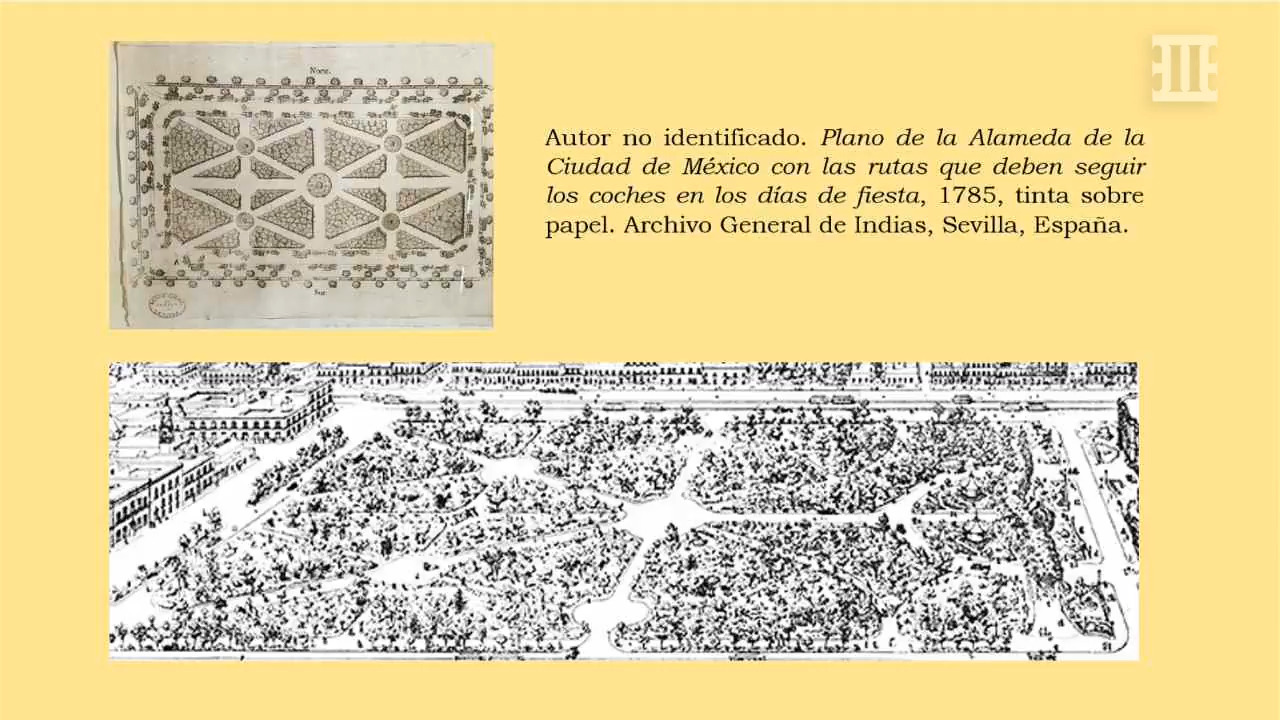 Norte.
Autor no identificado. Plano de la Alameda de la
Ciudad de México con las rutas que deben seguir
los coches en los días de fiesta, 1785, tinta sobre
papel. Archivo General de Indias, Sevilla, España.
Sur